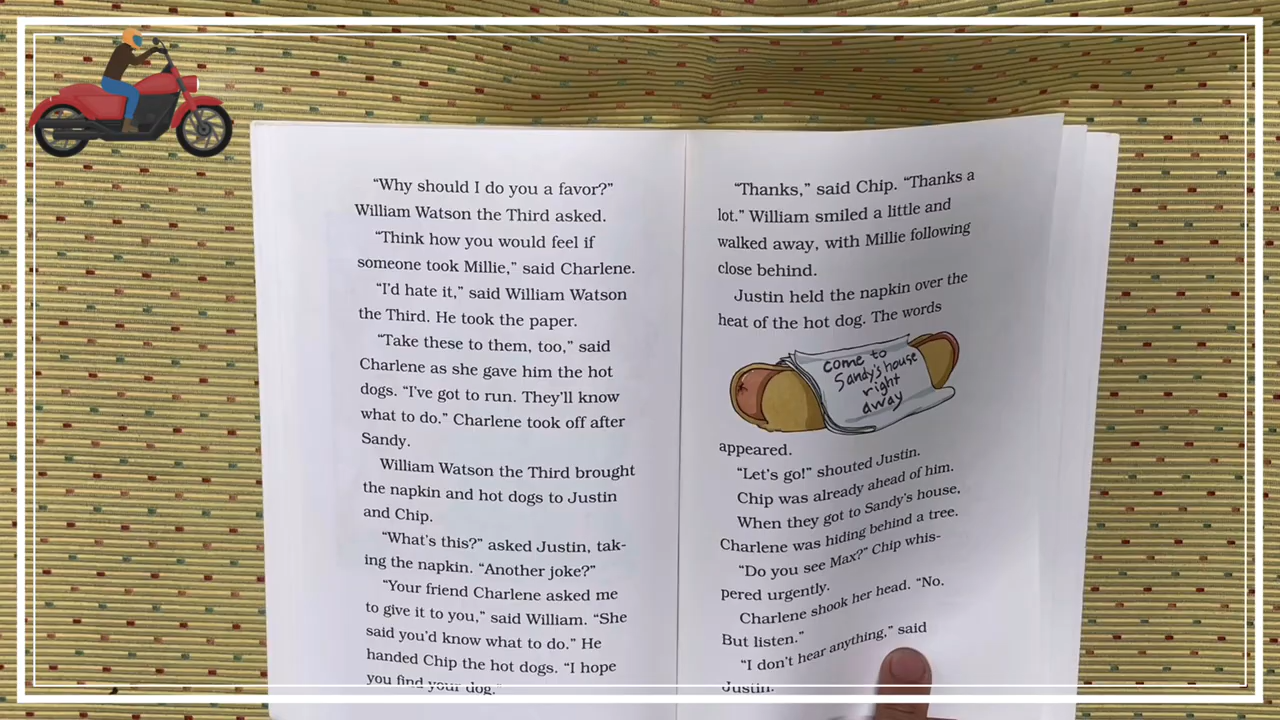 “Why should I do you a favor?”
William Watson the Third asked.
“Think how you would feel if
someone took Millie,” said Charlene.
“I’d hate it,” said William Watson
the Third. He took the paper.
“Take these to them, too,” said
Charlene as she gave him the hot
dogs. “I’ve got to run. They’ll know
what to do.” Charlene took off after
Sandy.
William Watson the Third brought
the napkin and hot dogs to Justin
and Chip.
“What’s this?” asked Justin, tak-
ing the napkin. “Another joke?”
“Your friend Charlene asked me
to give it to you,” said William. “She
said you’d know what to do.” He
handed Chip the hot dogs. “I hope
you find your dog.”
“Thanks,” said Chip. “Thanks a
lot.” William smiled a little and
walked away, with Millie following
close behind.
Justin held the napkin over the
heat of the hot dog. The words
come to
Sandy's house
right
away
appeared.
“Let’s go!” shouted Justin.
Chip was already ahead of him.
When they got to Sandy’s house,
Charlene was hiding behind a tree.
“Do you see Max?” Chip whis-
pered urgently.
Charlene shook her head. “No.
But listen.”
“I don’t hear anything,” said
Justin.